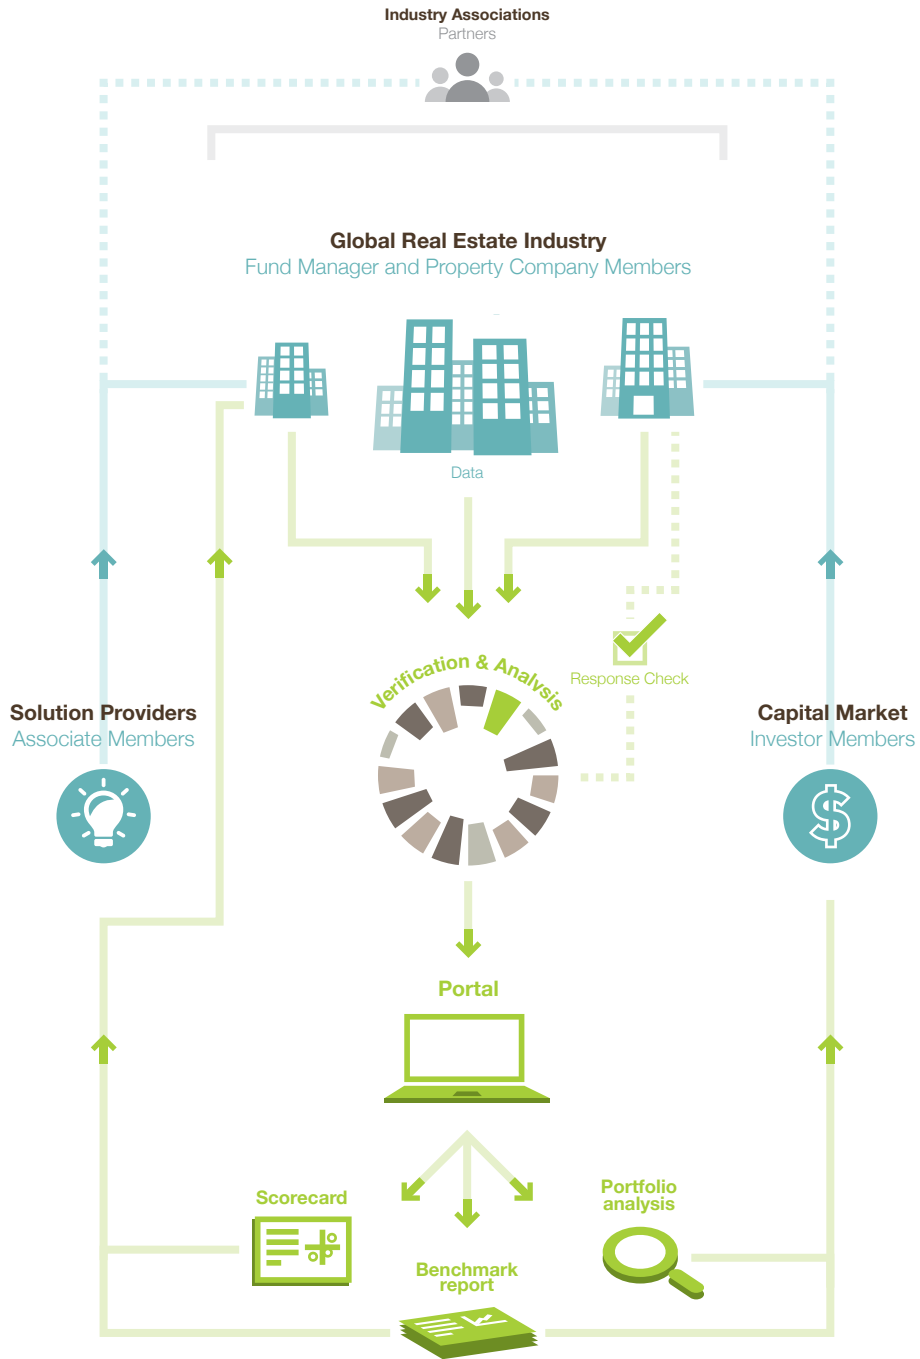 Industry Associations
Partners
Global Real Estate Industry
Fund Manager and Property Company Members
Data
Verification & Analysis
Response Check
Solution Providers
Associate Members
Capital Market
Investor Members
Portal
Scorecard
Portfolio
analysis
Benchmark
report